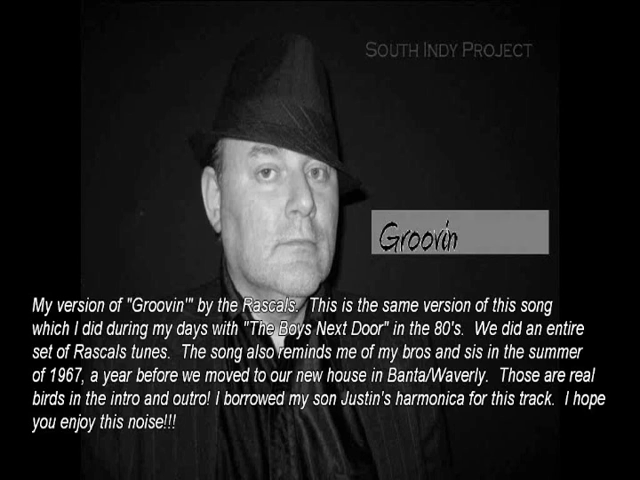 SOUTH INDY PROJECT
Groovin
My version of "Groovin'" by the Rascals.  This is the same version of this song
which I did during my days with "The Boys Next Door" in the 80's.  We did an entire
set of Rascals tunes.  The song also reminds me of my bros and sis in the summer
of 1967, a year before we moved to our new house in Banta/Waverly.  Those are real
birds in the intro and outro! I borrowed my son Justin's harmonica for this track.  I hope
you enjoy this noise!!!